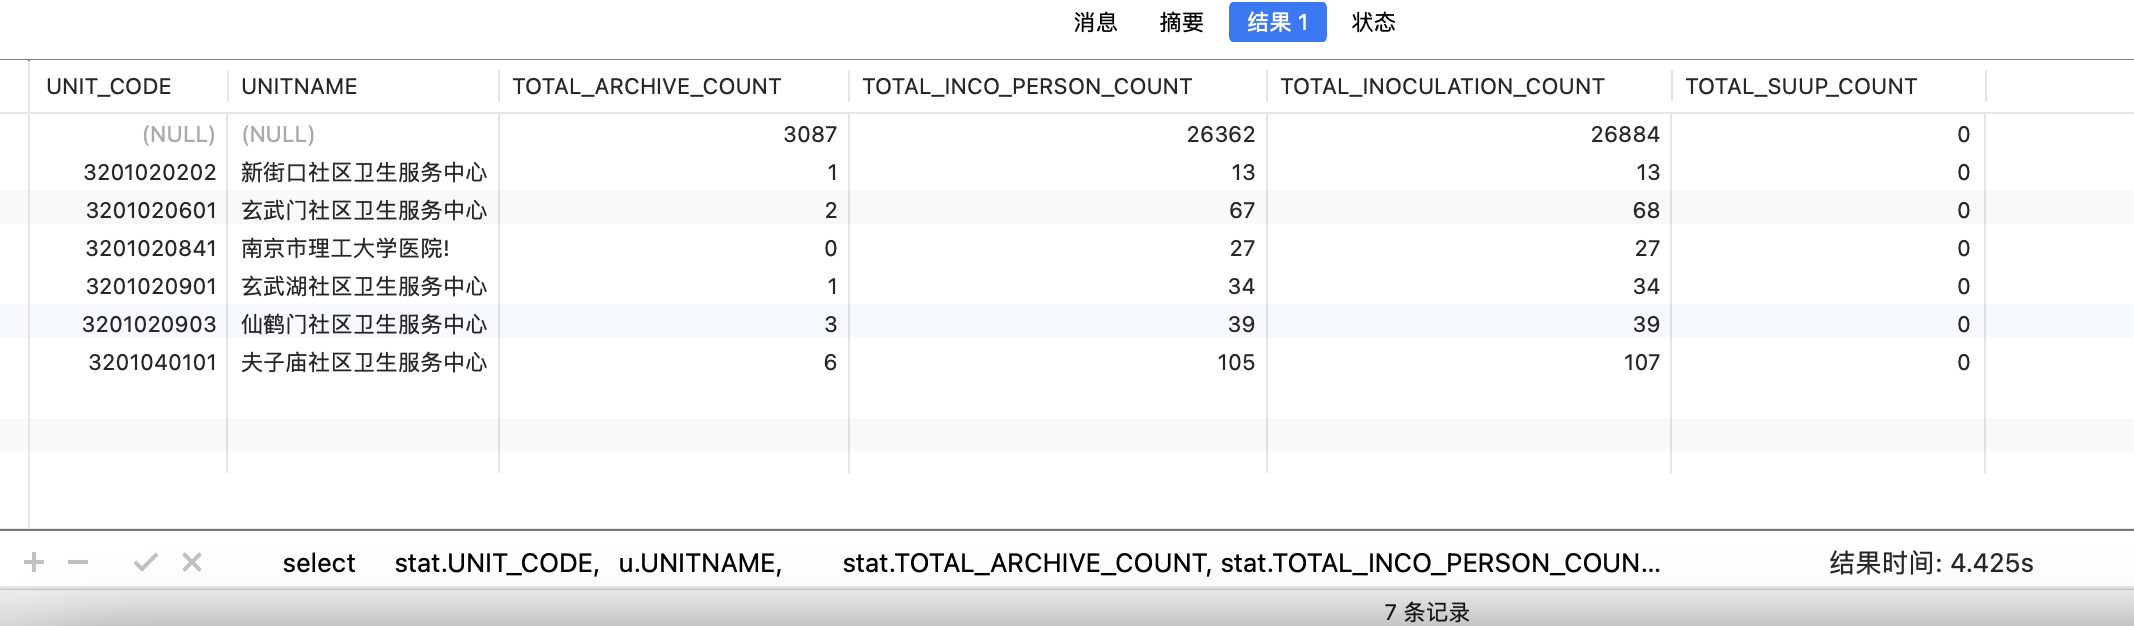 消息 摘要 结果 1 状态
UNIT_CODE UNITNAME TOTAL_ARCHIVE_COUNT TOTAL_INCO_PERSON_COUNT TOTAL_INOCULATION_COUNT TOTAL_SUUP_COUNT
(NULL) (NULL) 3087 26362 26884 0
3201020202 新街口社区卫生服务中心 1 13 13 0
3201020601 玄武门社区卫生服务中心 2 67 68 0
3201020841 南京市理工大学医院! 0 27 27 0
3201020901 玄武湖社区卫生服务中心 1 34 34 0
3201020903 仙鹤门社区卫生服务中心 3 39 39 0
3201040101 夫子庙社区卫生服务中心 6 105 107 0
select stat.UNIT_CODE, u.UNITNAME, stat.TOTAL_ARCHIVE_COUNT, stat.TOTAL_INCO_PERSON_COUN... 结果时间: 4.425s
7 条记录